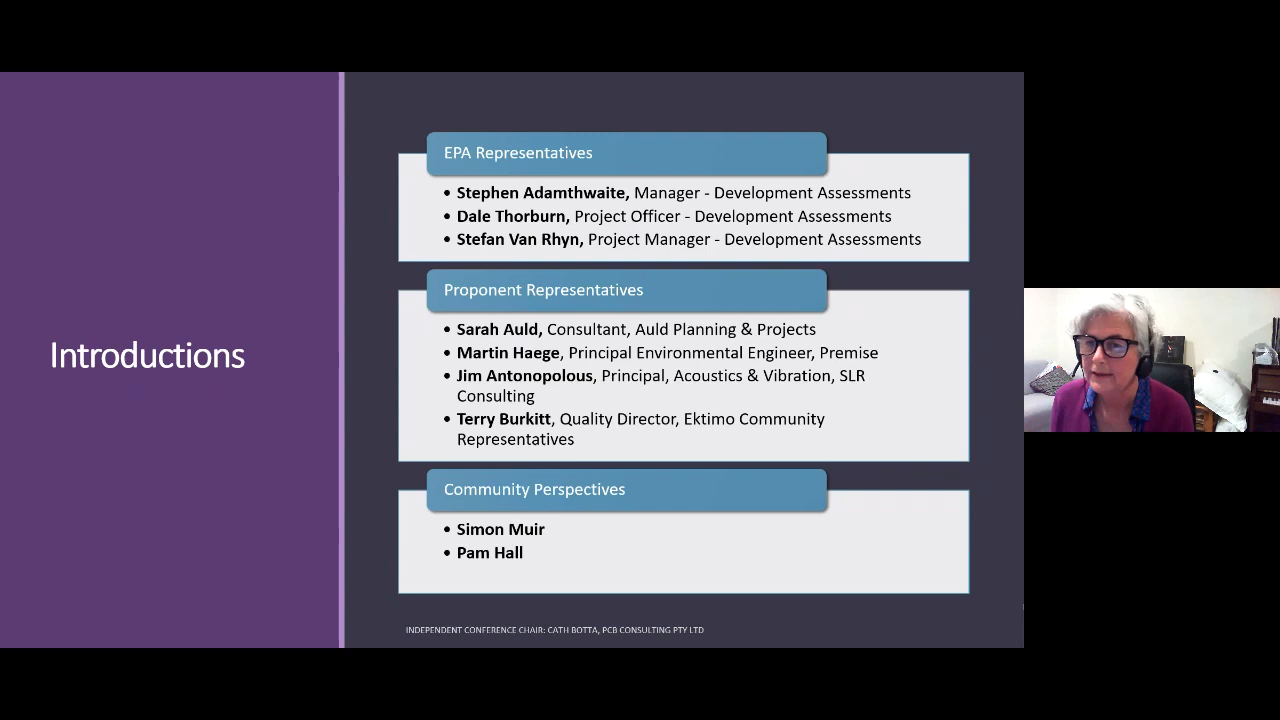 Introductions
EPA Representatives
• Stephen Adamthwaite, Manager - Development Assessments
• Dale Thorburn, Project Officer - Development Assessments
• Stefan Van Rhyn, Project Manager - Development Assessments
Proponent Representatives
• Sarah Auld, Consultant, Auld Planning & Projects
• Martin Haege, Principal Environmental Engineer, Premise
• Jim Antonopolous, Principal, Acoustics & Vibration, SLR
Consulting
• Terry Burkitt, Quality Director, Ektimo Community
Representatives
Community Perspectives
• Simon Muir
• Pam Hall
INDEPENDENT CONFERENCE CHAIR: CATH BOTTA, PCB CONSULTING PTY LTD